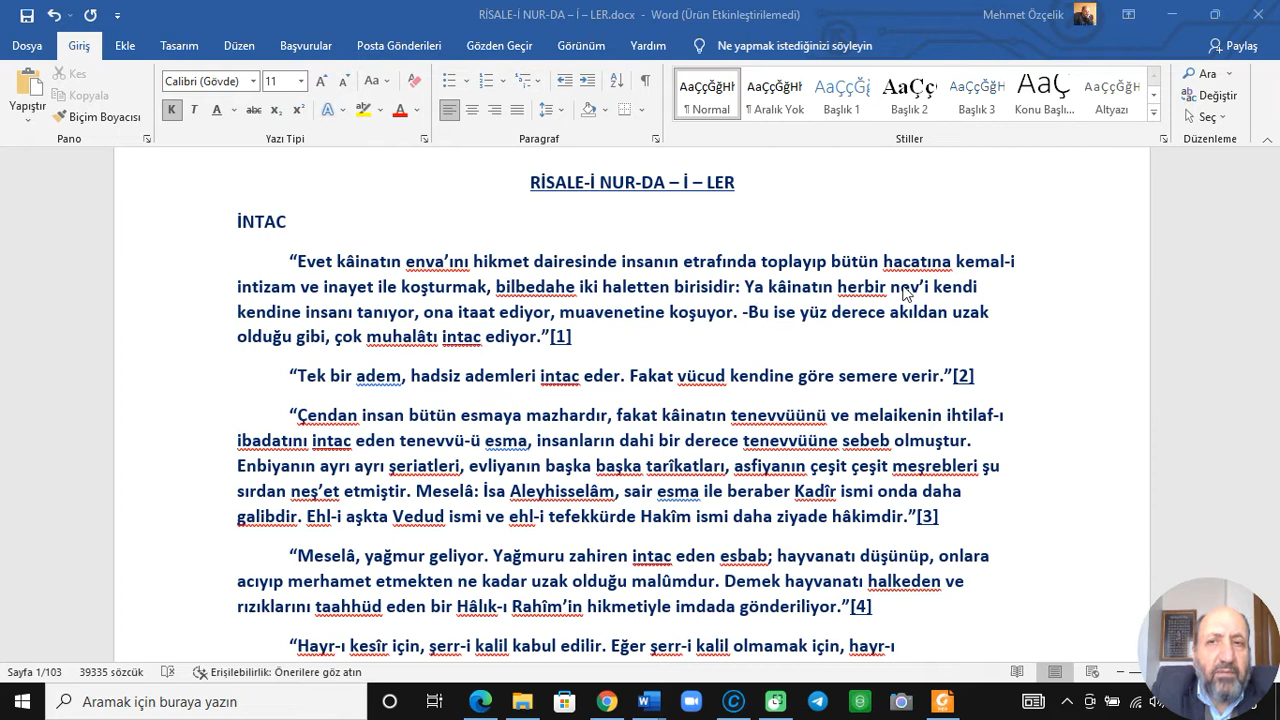 RİSALE-İ NUR-DA – İ – LER.docx - Word (Ürün Etkinleştirilemedi)
Mehmet Özçelik
Dosya Giriş Ekle Tasarım Düzen Başvurular Posta Gönderileri Gözden Geçir Görünüm Yardım Ne yapmak istediğinizi söyleyin Paylaş
Yapıştır
Kes
Kopyala
Biçim Boyacısı
Pano
Calibri (Gövde) 11
Yazı Tipi
Paragraf
AaÇçĞğHh AaÇçĞğHh AaÇçĞğHh AaÇç AaÇçĞğHh AaÇ AaÇçĞğHh
¶ Normal ¶ Aralık Yok Başlık 1 Başlık 2 Başlık 3 Konu Başlı... Altyazı
Stiller
Ara
Değiştir
Seç
Düzenleme
RİSALE-İ NUR-DA – İ – LER
İNTAC
“Evet kâinatın enva’ını hikmet dairesinde insanın etrafında toplayıp bütün hacatına kemal-i
intizam ve inayet ile koşturmak, bilbedahe iki haletten birisidir: Ya kâinatın herbir nev’i kendi
kendine insanı tanıyor, ona itaat ediyor, muavenetine koşuyor. -Bu ise yüz derece akıldan uzak
olduğu gibi, çok muhalâtı intac ediyor.”[1]
“Tek bir adem, hadsiz ademleri intac eder. Fakat vücud kendine göre semere verir.”[2]
“Çendan insan bütün esmaya mazhardır, fakat kâinatın tenevvüünü ve melaikenin ihtilaf-ı
ibadatını intac eden tenevvü-ü esma, insanların dahi bir derece tenevvüüne sebeb olmuştur.
Enbiyanın ayrı ayrı şeriatleri, evliyanın başka başka tarîkatları, asfiyanın çeşit çeşit meşrebleri şu
sırdan neş’et etmiştir. Meselâ: İsa Aleyhisselâm, sair esma ile beraber Kadîr ismi onda daha
galibdir. Ehl-i aşkta Vedud ismi ve ehl-i tefekkürde Hakîm ismi daha ziyade hâkimdir.”[3]
“Meselâ, yağmur geliyor. Yağmuru zahiren intac eden esbab; hayvanatı düşünüp, onlara
acıyıp merhamet etmekten ne kadar uzak olduğu malûmdur. Demek hayvanatı halkeden ve
rızıklarını taahhüd eden bir Hâlık-ı Rahîm’in hikmetiyle imdada gönderiliyor.”[4]
“Hayr-ı kesîr için, şerr-i kalil kabul edilir. Eğer şerr-i kalil olmamak için, hayr-ı
Sayfa 1/103 39335 sözcük Erişilebilirlik: Önerilere göz atın
Aramak için buraya yazın